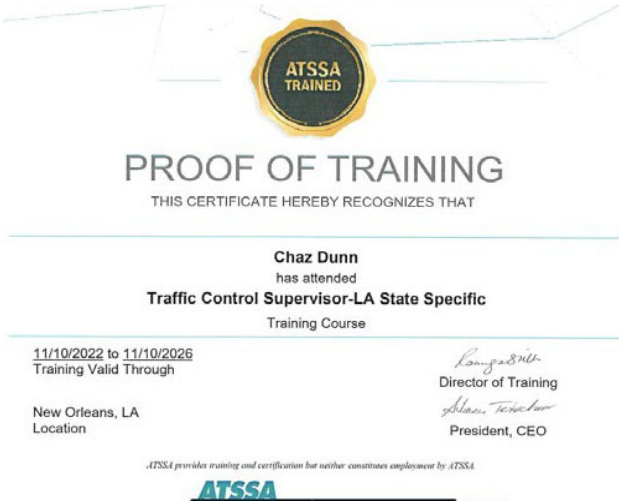 ATSSA
TRAINED
PROOF OF TRAINING
THIS CERTIFICATE HEREBY RECOGNIZES THAT
Chaz Dunn
has attended
Traffic Control Supervisor-LA State Specific
Training Course
11/10/2022 to 11/10/2026
Training Valid Through
Director of Training
New Orleans, LA
Location
President, CEO
ATSSA provides training and certification but neither constitutes employment by ATSSA.
ATSSA